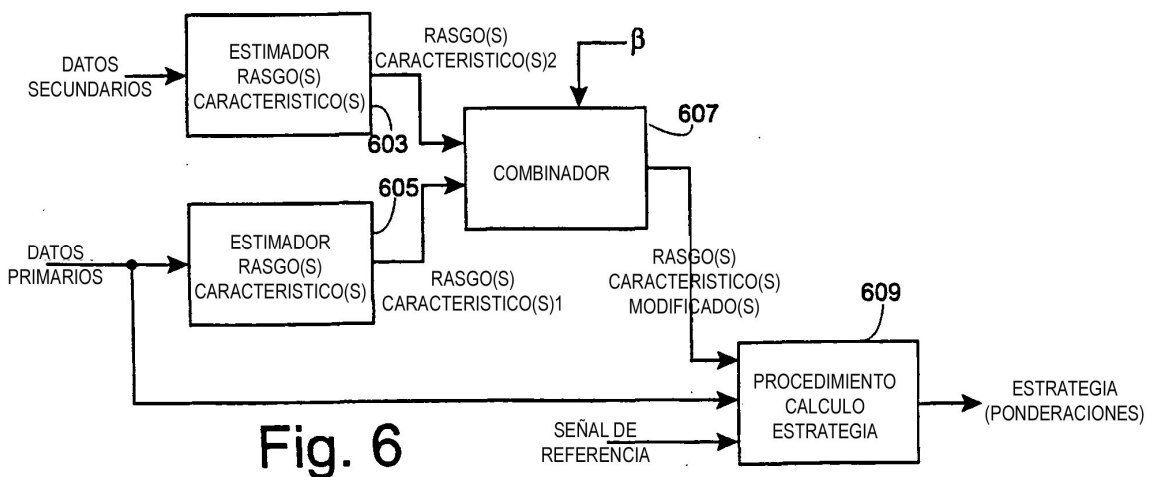 DATOS
SECUNDARIOS
ESTIMADOR
RASGO(S)
CARACTERISTICO(S)
603
RASGO(S)
CARACTERISTICO(S)2
β
607
COMBINADOR
605
DATOS
PRIMARIOS
ESTIMADOR
RASGO(S)
CARACTERISTICO(S)
RASGO(S)
CARACTERISTICO(S)1
RASGO(S)
CARACTERISTICO(S)
MODIFICADO(S)
609
PROCEDIMIENTO
CALCULO
ESTRATEGIA
ESTRATEGIA
(PONDERACIONES)
SEÑAL DE
REFERENCIA
Fig. 6